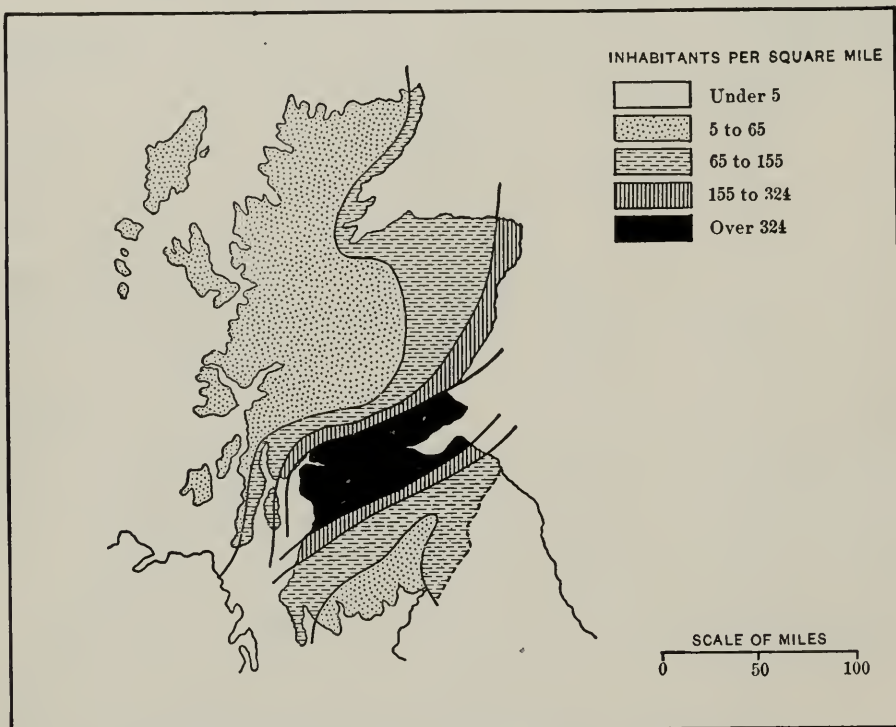 INHABITANTS PER SQUARE MILE
Under 5
5 to 65
65 to 155
155 to 324
Over 324
SCALE OF MILES
0 50 100